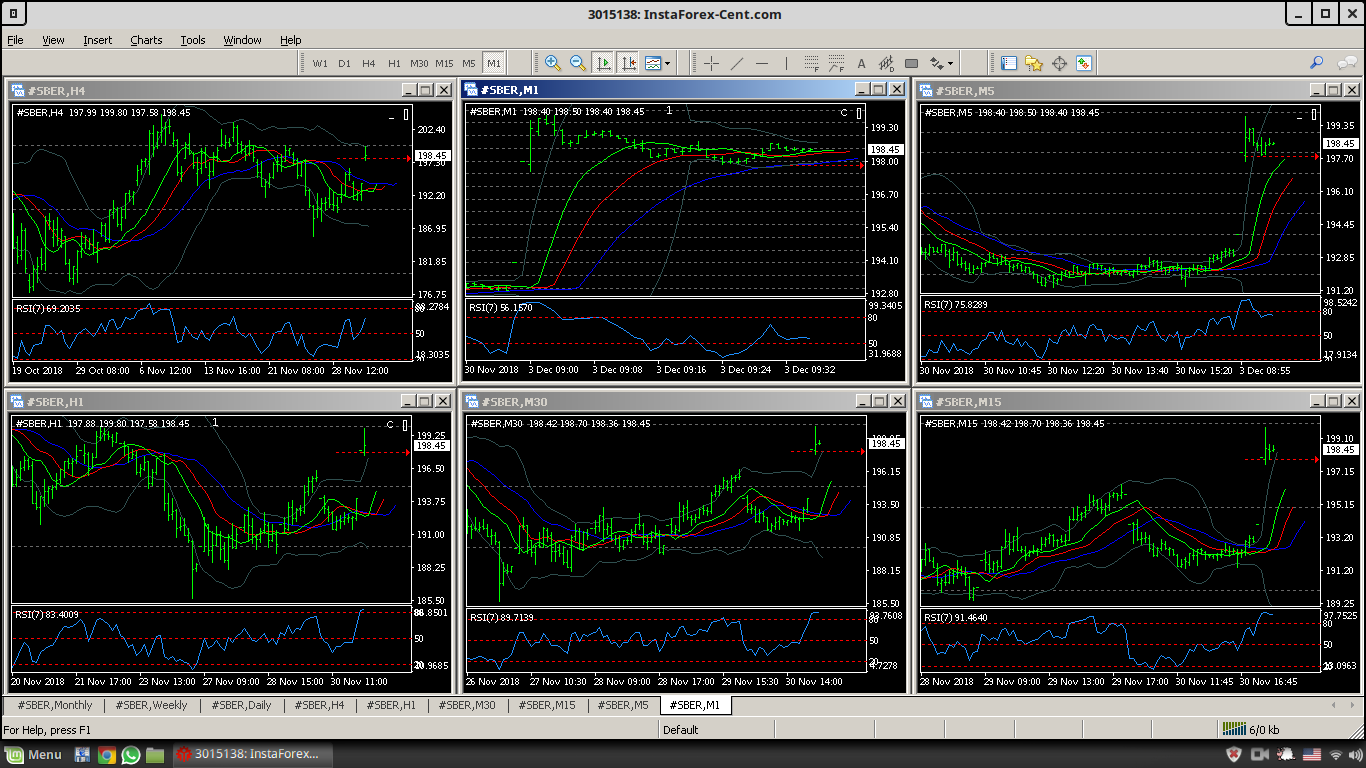 3015138: InstaForex-Cent.com
File View Insert Charts Tools Window Help
W1 D1 H4 H1 M30 M15 M5 M1
#SBER,H4
#SBER,H4 197.99 199.80 197.58 198.45
202.40
198.45
197.30
192.20
186.95
181.85
176.75
RSI(7) 69.2035
50
18.3035
19 Oct 2018 29 Oct 08:00 6 Nov 12:00 13 Nov 16:00 21 Nov 08:00 28 Nov 12:00
#SBER,M1
#SBER,M1 198.40 198.50 198.40 198.45 1 C
199.30
198.45
198.00
196.70
195.40
194.10
192.80
RSI(7) 56.1570
99.3405
80
50
31.9688
30 Nov 2018 3 Dec 09:00 3 Dec 09:08 3 Dec 09:16 3 Dec 09:24 3 Dec 09:32
#SBER,M5
#SBER,M5 198.40 198.50 198.40 198.45
199.35
198.45
197.70
196.10
194.45
192.85
191.20
RSI(7) 75.8289
98.5242
80
50
17.9134
30 Nov 2018 30 Nov 10:45 30 Nov 12:20 30 Nov 13:40 30 Nov 15:20 3 Dec 08:55
#SBER,H1
#SBER,H1 197.88 199.80 197.58 198.45 1 C
199.25
198.45
196.50
193.75
191.00
188.25
185.50
RSI(7) 83.4009
50
20 Nov 2018 21 Nov 17:00 23 Nov 13:00 27 Nov 09:00 28 Nov 15:00 30 Nov 11:00
#SBER,M30
#SBER,M30 198.42 198.70 198.36 198.45
198.45
196.15
193.50
190.85
188.15
185.50
RSI(7) 89.7139
50
26 Nov 2018 27 Nov 10:30 28 Nov 09:00 28 Nov 17:00 29 Nov 15:30 30 Nov 14:00
#SBER,M15
#SBER,M15 198.42 198.70 198.36 198.45
199.10
198.45
197.15
195.15
193.20
191.20
189.25
RSI(7) 91.4640
97.7525
80
50
28 Nov 2018 29 Nov 09:00 29 Nov 13:00 29 Nov 17:00 30 Nov 11:45 30 Nov 16:45
#SBER,Monthly #SBER,Weekly #SBER,Daily #SBER,H4 #SBER,H1 #SBER,M30 #SBER,M15 #SBER,M5 #SBER,M1
For Help, press F1 Default 6/0 kb
Menu 3015138: InstaForex...